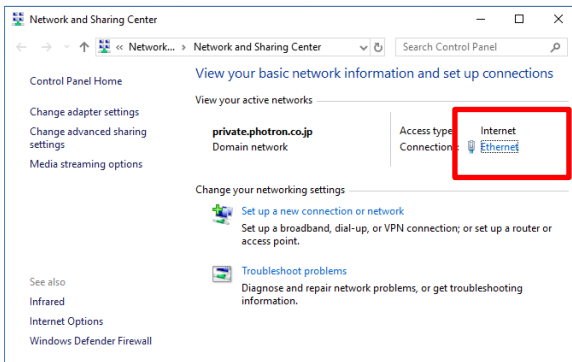 Network and Sharing Center
« Network... > Network and Sharing Center
Search Control Panel
Control Panel Home
Change adapter settings
Change advanced sharing
settings
Media streaming options
See also
Infrared
Internet Options
Windows Defender Firewall
View your basic network information and set up connections
View your active networks
private.photron.co.jp
Domain network
Access type: Internet
Connections: Ethernet
Change your networking settings
Set up a new connection or network
Set up a broadband, dial-up, or VPN connection; or set up a router or
access point.
Troubleshoot problems
Diagnose and repair network problems, or get troubleshooting
information.